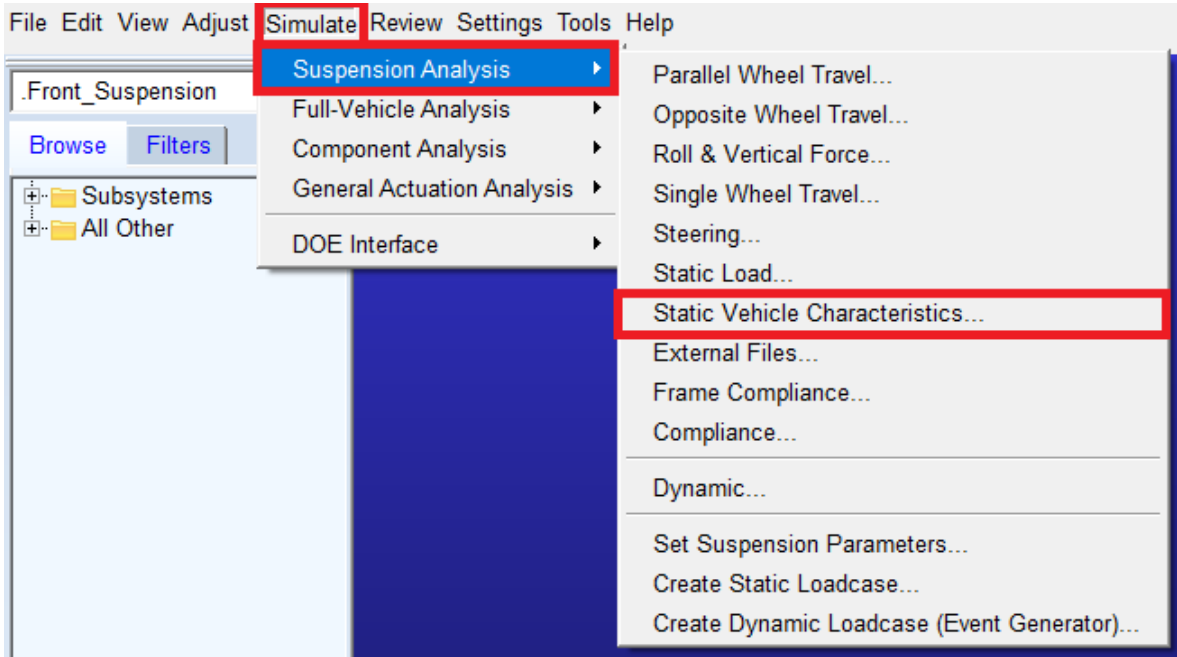 File Edit View Adjust Simulate Review Settings Tools Help
.Front_Suspension
Browse Filters
Subsystems
All Other
Suspension Analysis
Full-Vehicle Analysis
Component Analysis
General Actuation Analysis
DOE Interface
Parallel Wheel Travel...
Opposite Wheel Travel...
Roll & Vertical Force...
Single Wheel Travel...
Steering...
Static Load...
Static Vehicle Characteristics...
External Files...
Frame Compliance...
Compliance...
Dynamic...
Set Suspension Parameters...
Create Static Loadcase...
Create Dynamic Loadcase (Event Generator)...